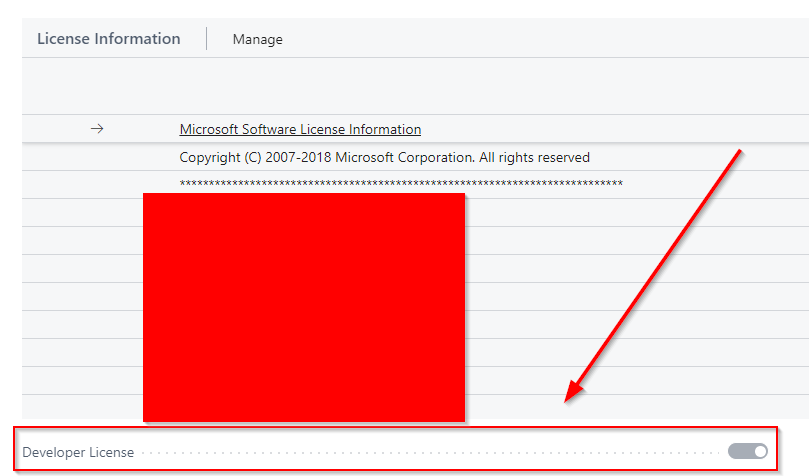 License Information Manage
Microsoft Software License Information
Copyright (C) 2007-2018 Microsoft Corporation. All rights reserved
******************************************************************************
Developer License